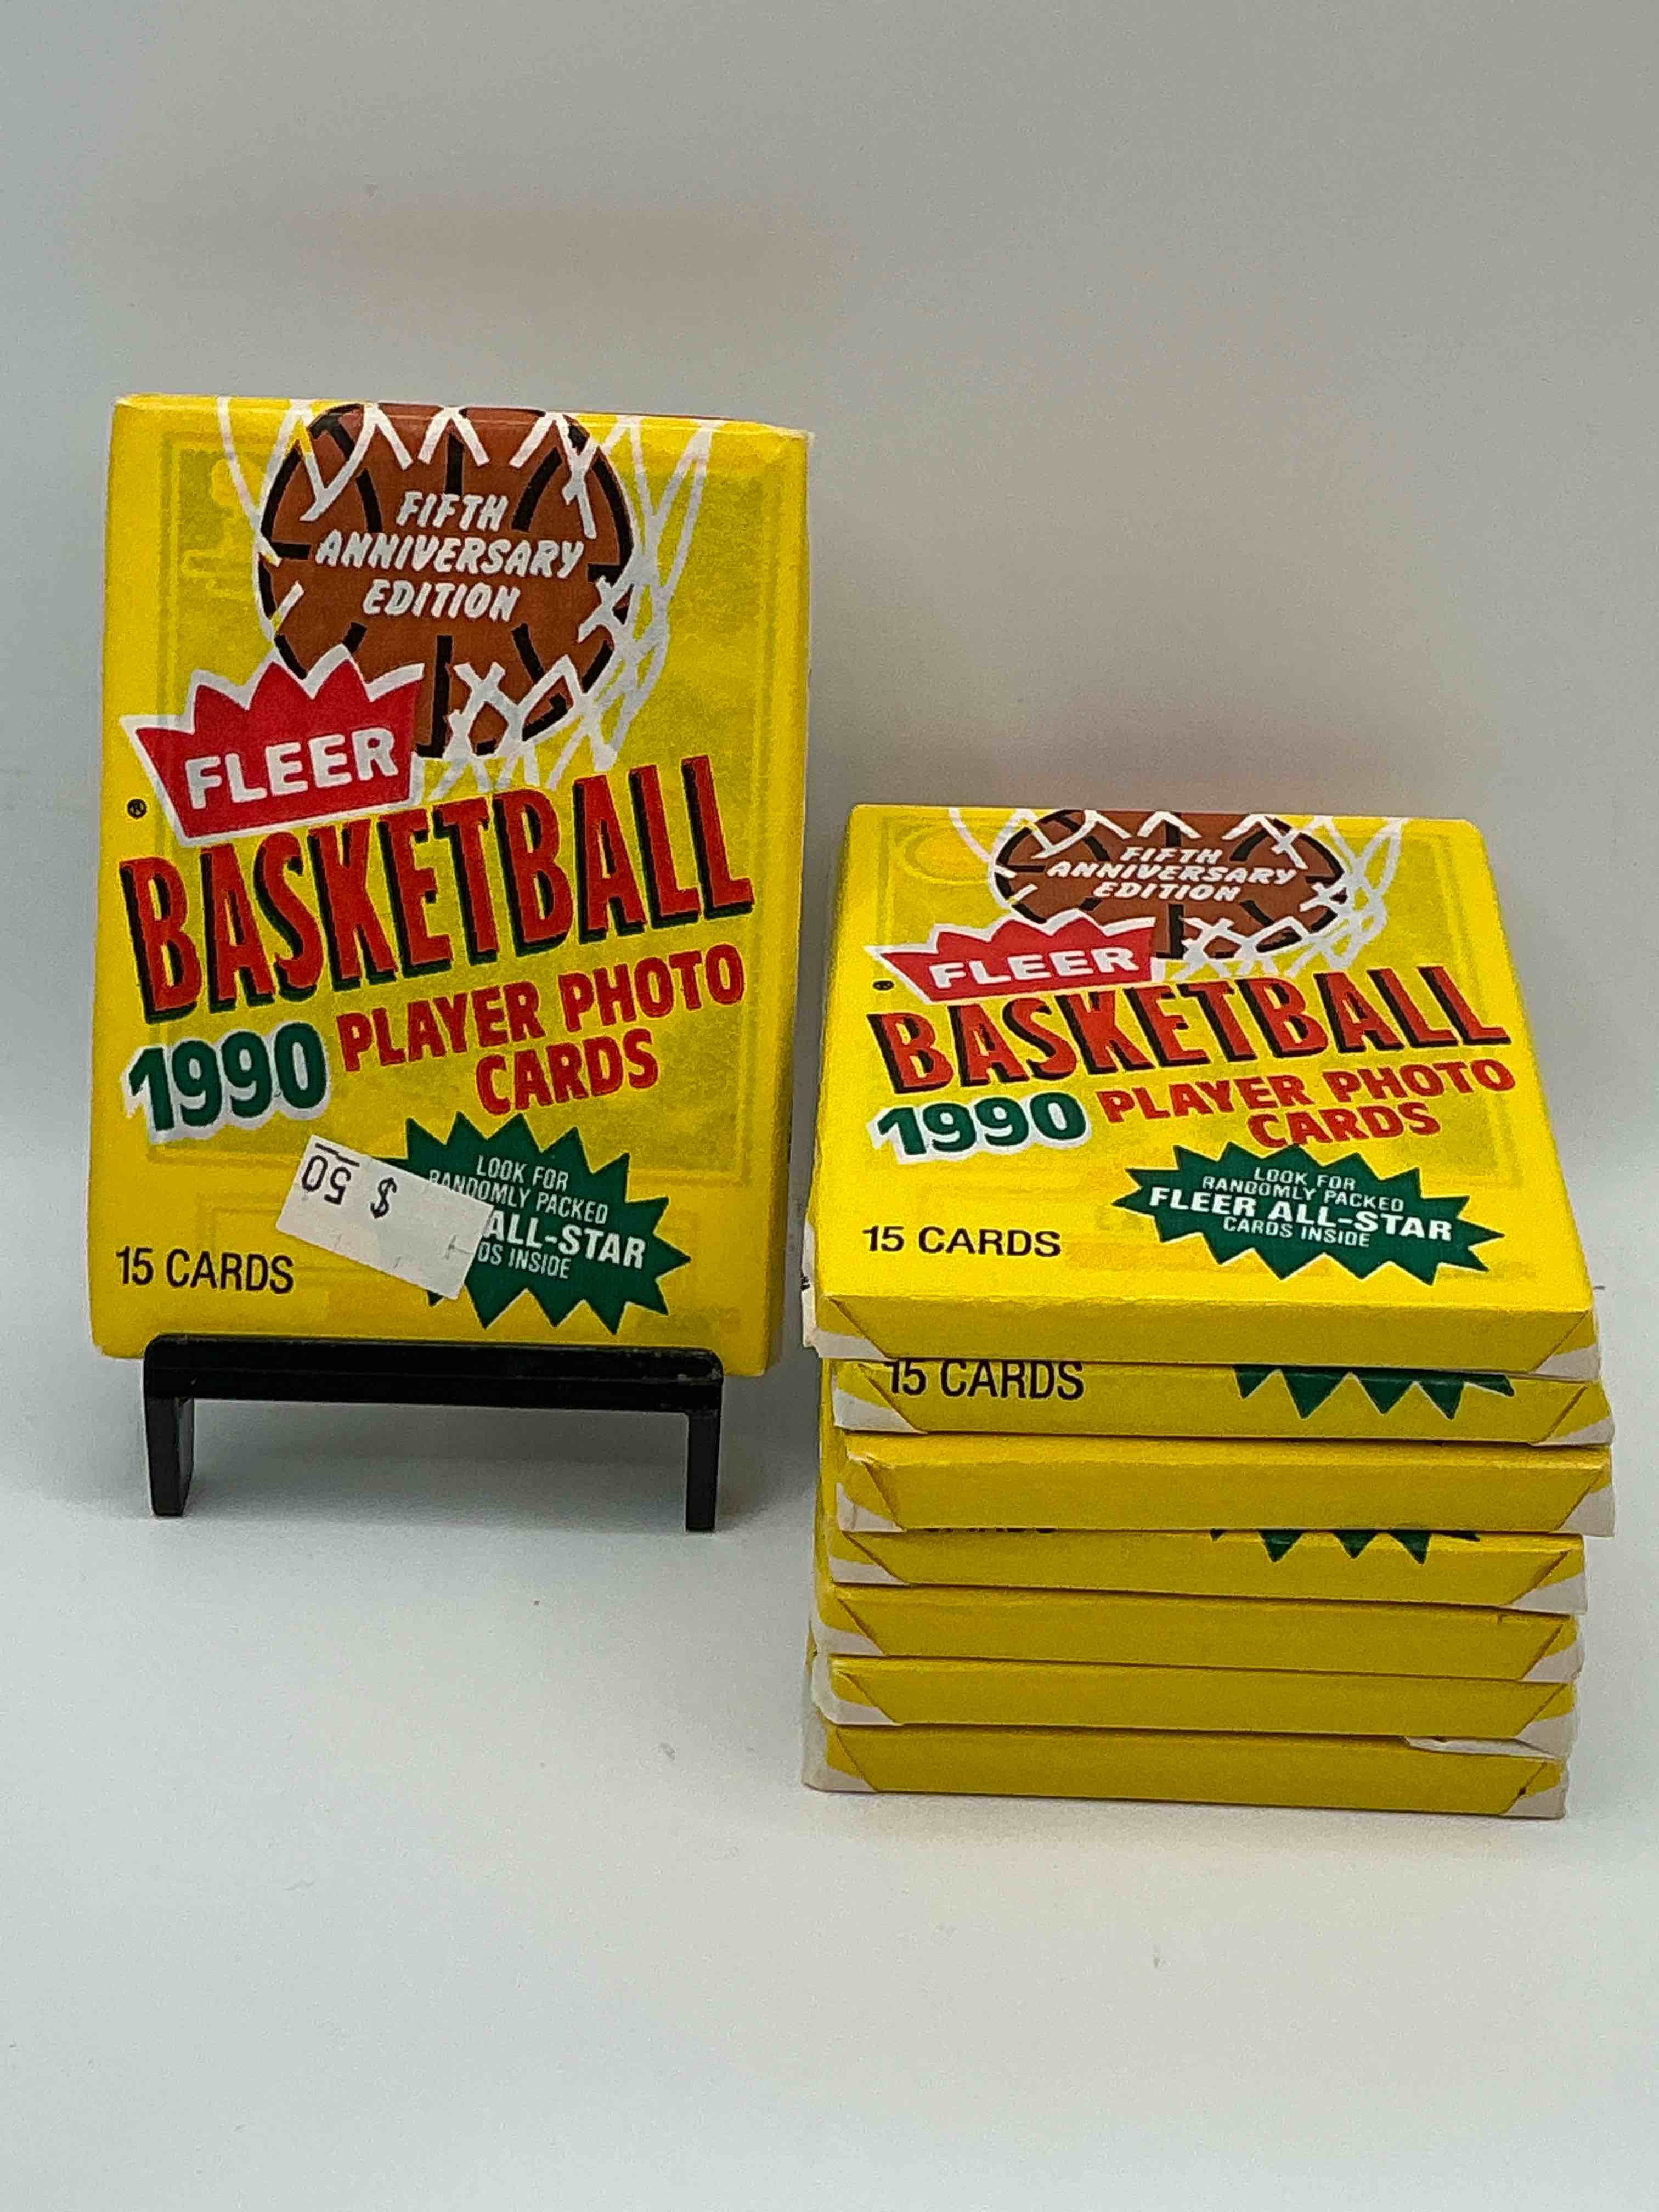 FIFTH
ANNIVERSARY
EDITION
FLEER
®
BASKETBALL
1990 PLAYER PHOTO
CARDS
LOOK FOR
RANDOMLY PACKED
ALL-STAR
DS INSIDE
$ .50
15 CARDS
FIFTH
ANNIVERSARY
EDITION
FLEER
®
BASKETBALL
1990 PLAYER PHOTO
CARDS
LOOK FOR
RANDOMLY PACKED
FLEER ALL-STAR
CARDS INSIDE
15 CARDS
15 CARDS